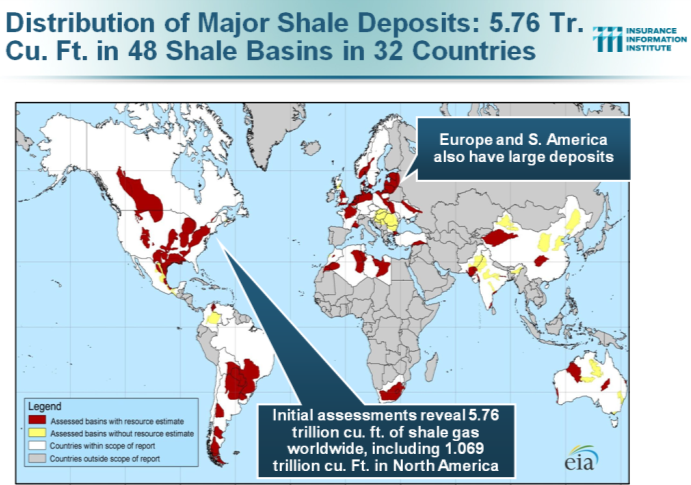 Distribution of Major Shale Deposits: 5.76 Tr.
Cu. Ft. in 48 Shale Basins in 32 Countries
INSURANCE
INFORMATION
INSTITUTE
Europe and S. America
also have large deposits
Legend
Assessed basins with resource estimate
Assessed basins without resource estimate
Countries within scope of report
Countries outside scope of report
Initial assessments reveal 5.76
trillion cu. ft. of shale gas
worldwide, including 1.069
trillion cu. Ft. in North America
eia